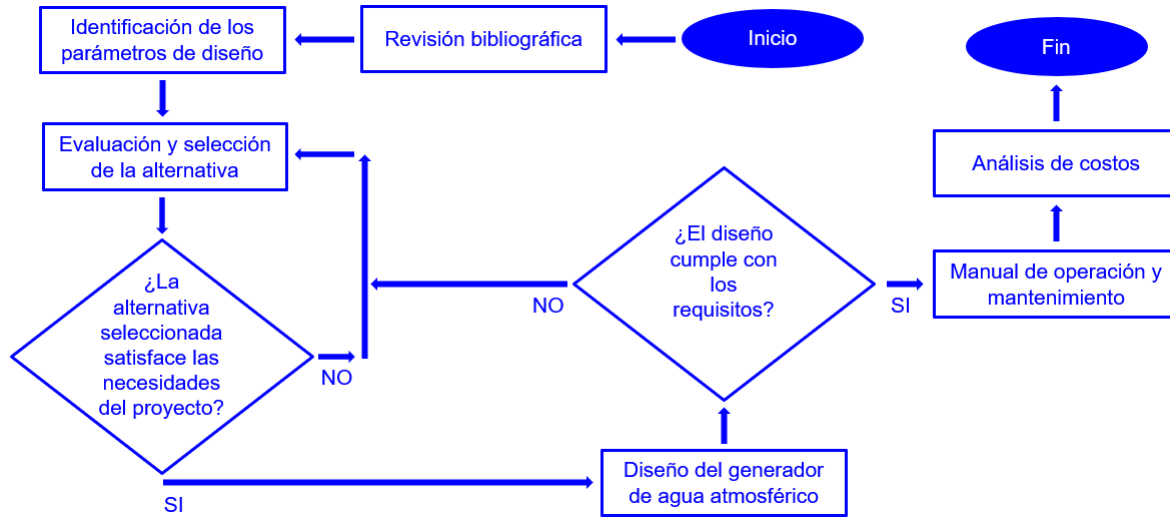 Inicio
Revisión bibliográfica
Identificación de los
parámetros de diseño
Evaluación y selección
de la alternativa
¿La
alternativa
seleccionada
satisface las
necesidades
del proyecto?
NO
SI
Diseño del generador
de agua atmosférico
¿El diseño
cumple con
los
requisitos?
NO
SI
Manual de operación y
mantenimiento
Análisis de costos
Fin